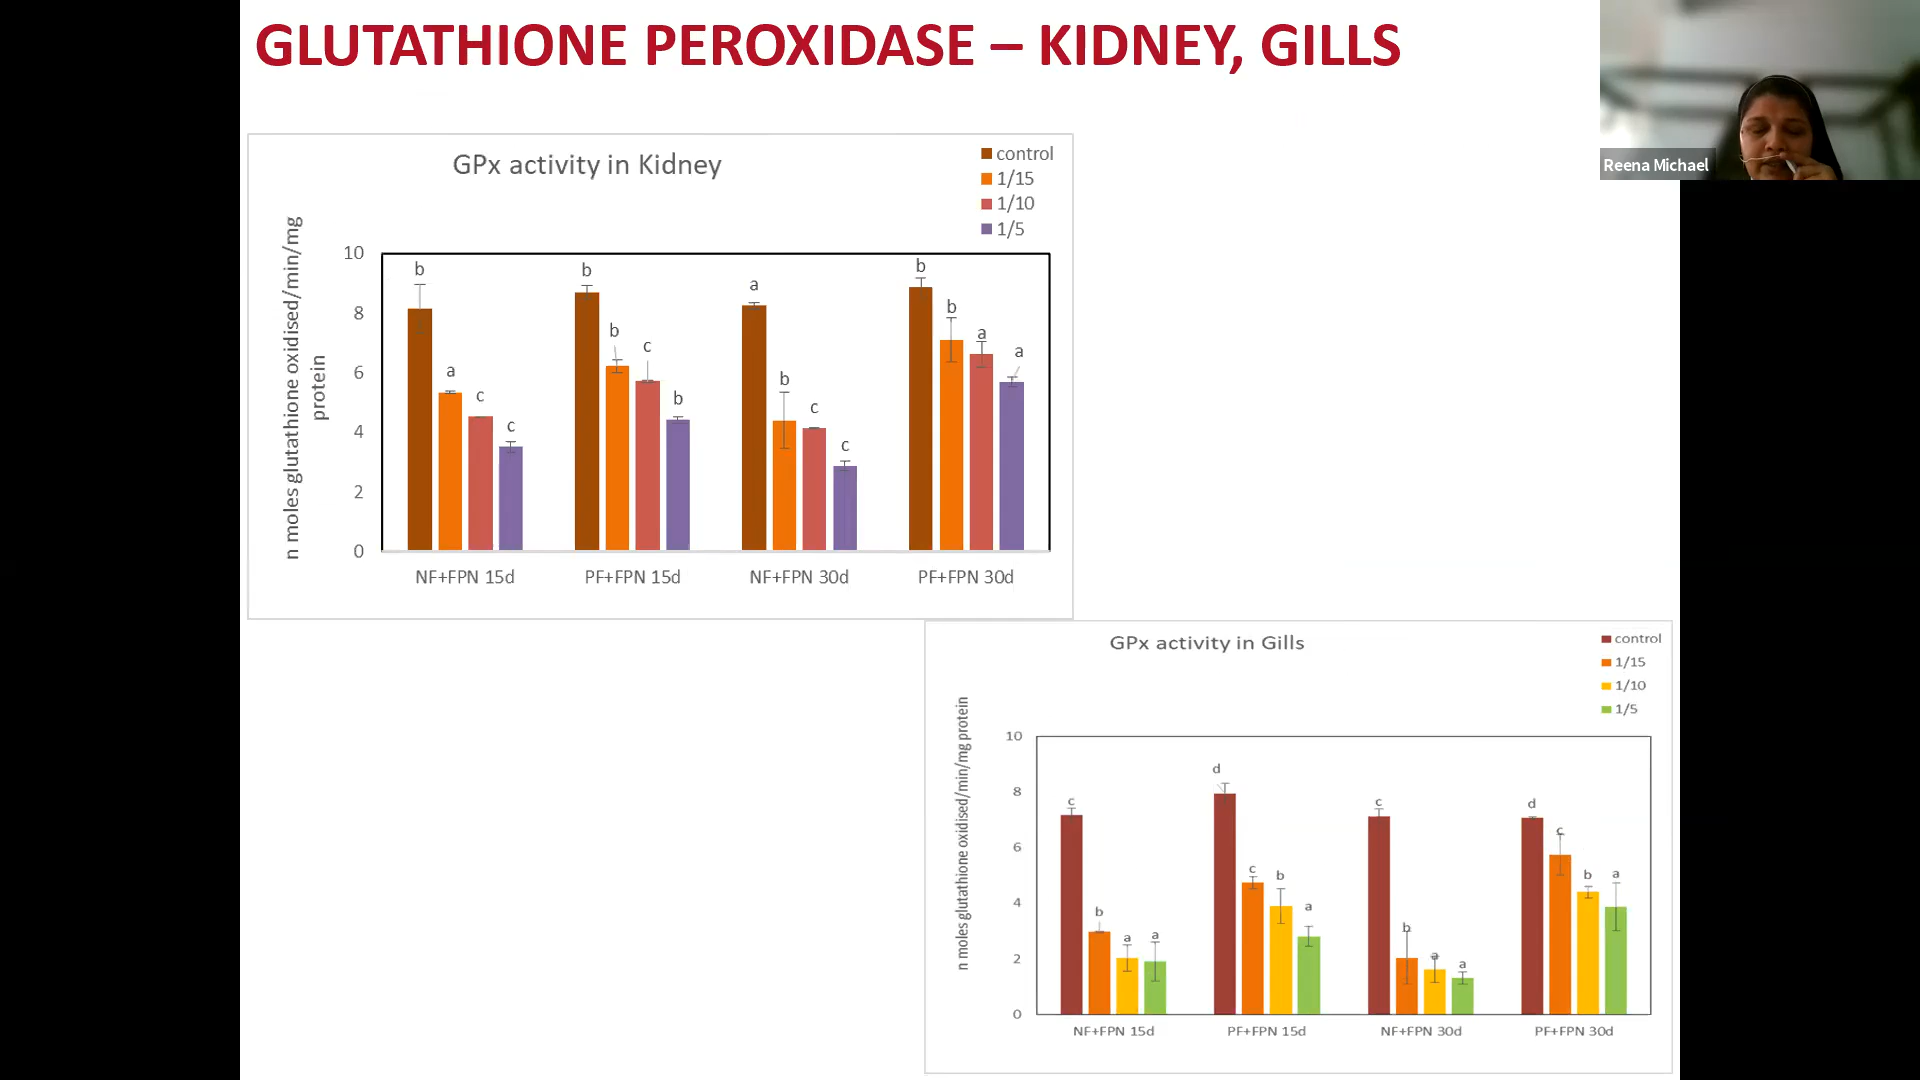 GLUTATHIONE PEROXIDASE – KIDNEY, GILLS
Reena Michael
GPx activity in Kidney
control
1/15
1/10
1/5
n moles glutathione oxidised/min/mg
protein
10
8
6
4
2
0
b
a
c
c
b
b
c
b
a
b
c
c
b
b
a
a
NF+FPN 15d
PF+FPN 15d
NF+FPN 30d
PF+FPN 30d
GPx activity in Gills
control
1/15
1/10
1/5
n moles glutathione oxidised/min/mg protein
10
8
6
4
2
0
c
b
a
a
d
c
b
a
c
b
a
a
d
c
b
a
NF+FPN 15d
PF+FPN 15d
NF+FPN 30d
PF+FPN 30d